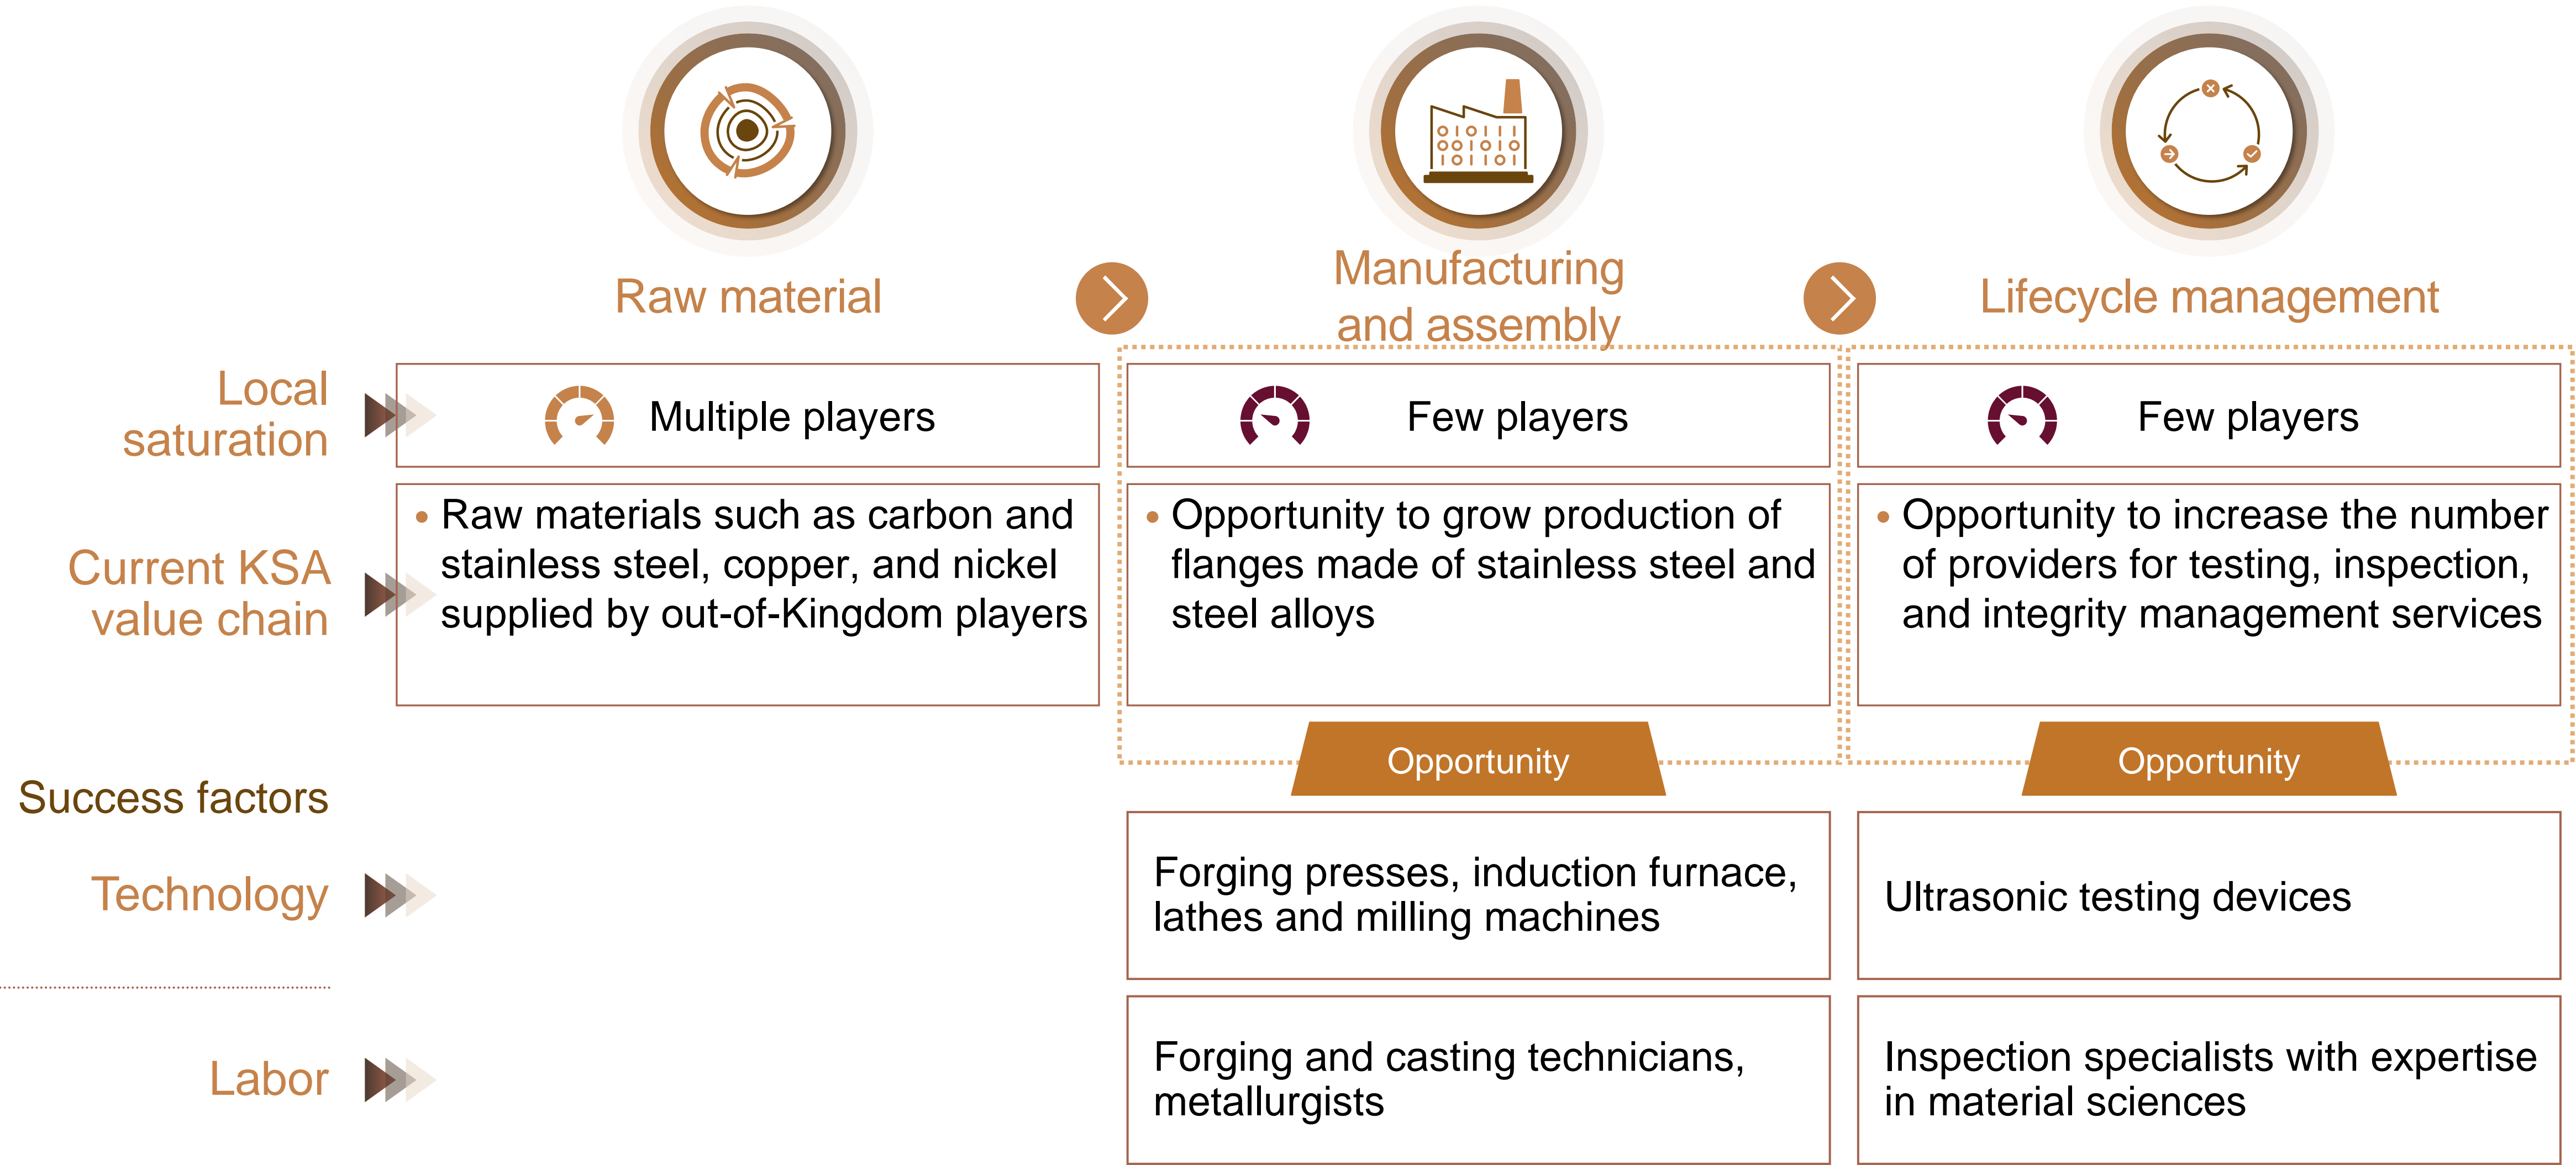 Raw material
Manufacturing
and assembly
Lifecycle management
Local
saturation
Multiple players
Few players
Few players
Current KSA
value chain
• Raw materials such as carbon and
stainless steel, copper, and nickel
supplied by out-of-Kingdom players
• Opportunity to grow production of
flanges made of stainless steel and
steel alloys
• Opportunity to increase the number
of providers for testing, inspection,
and integrity management services
Opportunity
Opportunity
Success factors
Technology
Forging presses, induction furnace,
lathes and milling machines
Ultrasonic testing devices
Labor
Forging and casting technicians,
metallurgists
Inspection specialists with expertise
in material sciences